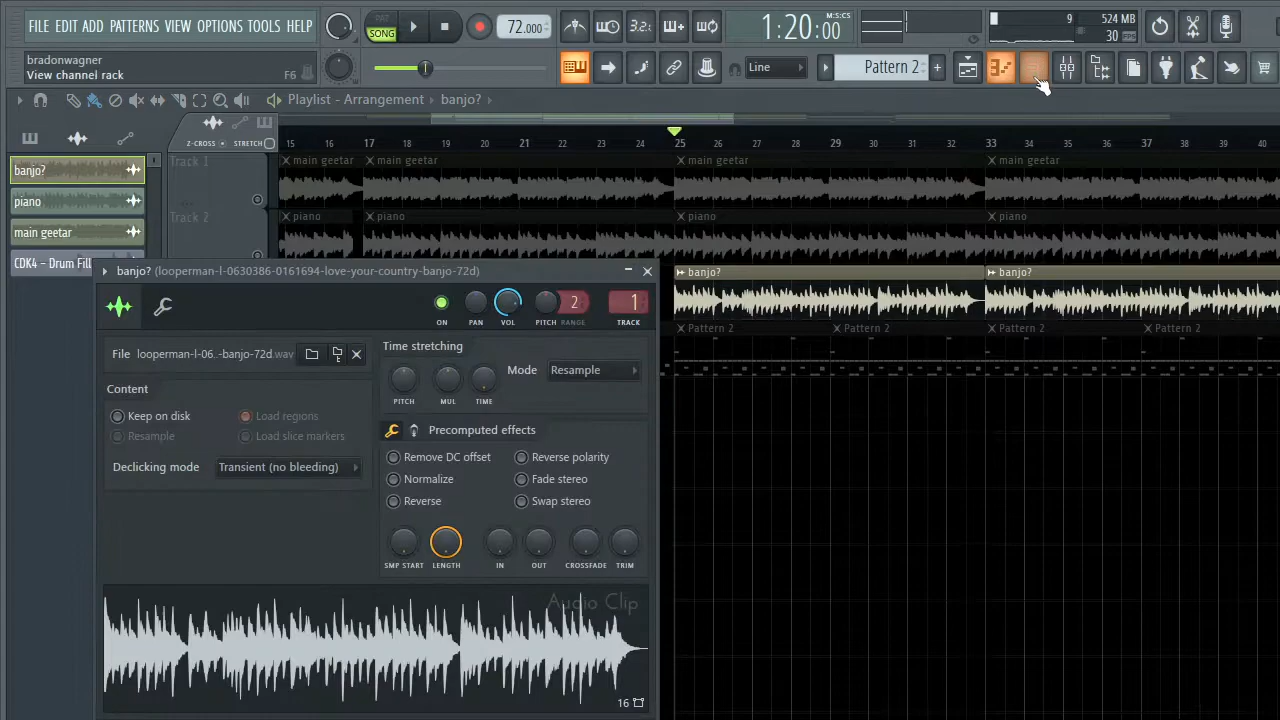 FILE EDIT ADD PATTERNS VIEW OPTIONS TOOLS HELP
PAT
SONG
72.000
3.2.
1:20:00
M:S:CS
9
524 MB
30
bradonwagner
View channel rack
F6
Line
Pattern 2
Playlist - Arrangement
banjo?
Z-CROSS
STRETCH
15 16 17 18 19 20 21 22 23 24 25 26 27 28 29 30 31 32 33 34 35 36 37 38 39 40
banjo?
piano
main geetar
CDK4 – Drum Fill
Track 1
main geetar
main geetar
main geetar
main geetar
Track 2
piano
piano
piano
piano
banjo?
banjo?
Pattern 2
Pattern 2
Pattern 2
Pattern 2
banjo? (looperman-l-0630386-0161694-love-your-country-banjo-72d)
ON
PAN
VOL
PITCH
RANGE
2
1
TRACK
File
looperman-l-06..-banjo-72d.wav
Content
Keep on disk
Load regions
Resample
Load slice markers
Declicking mode
Transient (no bleeding)
Time stretching
PITCH
MUL
TIME
Mode
Resample
Precomputed effects
Remove DC offset
Reverse polarity
Normalize
Fade stereo
Reverse
Swap stereo
SMP START
LENGTH
IN
OUT
CROSSFADE
TRIM
Audio Clip
16